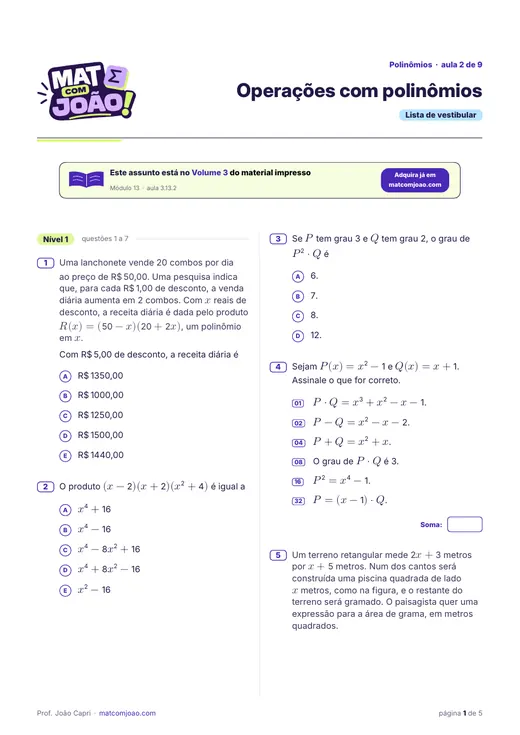 MAT Σ
COM
JOÃO!
Polinômios · aula 2 de 9
Operações com polinômios
Lista de vestibular
Este assunto está no Volume 3 do material impresso
Módulo 13 · aula 3.13.2
Adquira já em
matcomjoao.com
Nível 1 questões 1 a 7
1 Uma lanchonete vende 20 combos por dia
ao preço de R$ 50,00. Uma pesquisa indica
que, para cada R$ 1,00 de desconto, a venda
diária aumenta em 2 combos. Com x reais de
desconto, a receita diária é dada pelo produto
R(x) = (50 − x)(20 + 2x), um polinômio
em x.
Com R$ 5,00 de desconto, a receita diária é
A R$ 1350,00
B R$ 1000,00
C R$ 1250,00
D R$ 1500,00
E R$ 1440,00
2 O produto (x − 2)(x + 2)(x² + 4) é igual a
A x⁴ + 16
B x⁴ − 16
C x⁴ − 8x² + 16
D x⁴ + 8x² − 16
E x² − 16
3 Se P tem grau 3 e Q tem grau 2, o grau de
P² · Q é
A 6.
B 7.
C 8.
D 12.
4 Sejam P(x) = x² − 1 e Q(x) = x + 1.
Assinale o que for correto.
01 P · Q = x³ + x² − x − 1.
02 P − Q = x² − x − 2.
04 P + Q = x² + x.
08 O grau de P · Q é 3.
16 P² = x⁴ − 1.
32 P = (x − 1) · Q.
Soma:
5 Um terreno retangular mede 2x + 3 metros
por x + 5 metros. Num dos cantos será
construída uma piscina quadrada de lado
x metros, como na figura, e o restante do
terreno será gramado. O paisagista quer uma
expressão para a área de grama, em metros
quadrados.
Prof. João Capri · matcomjoao.com
página 1 de 5